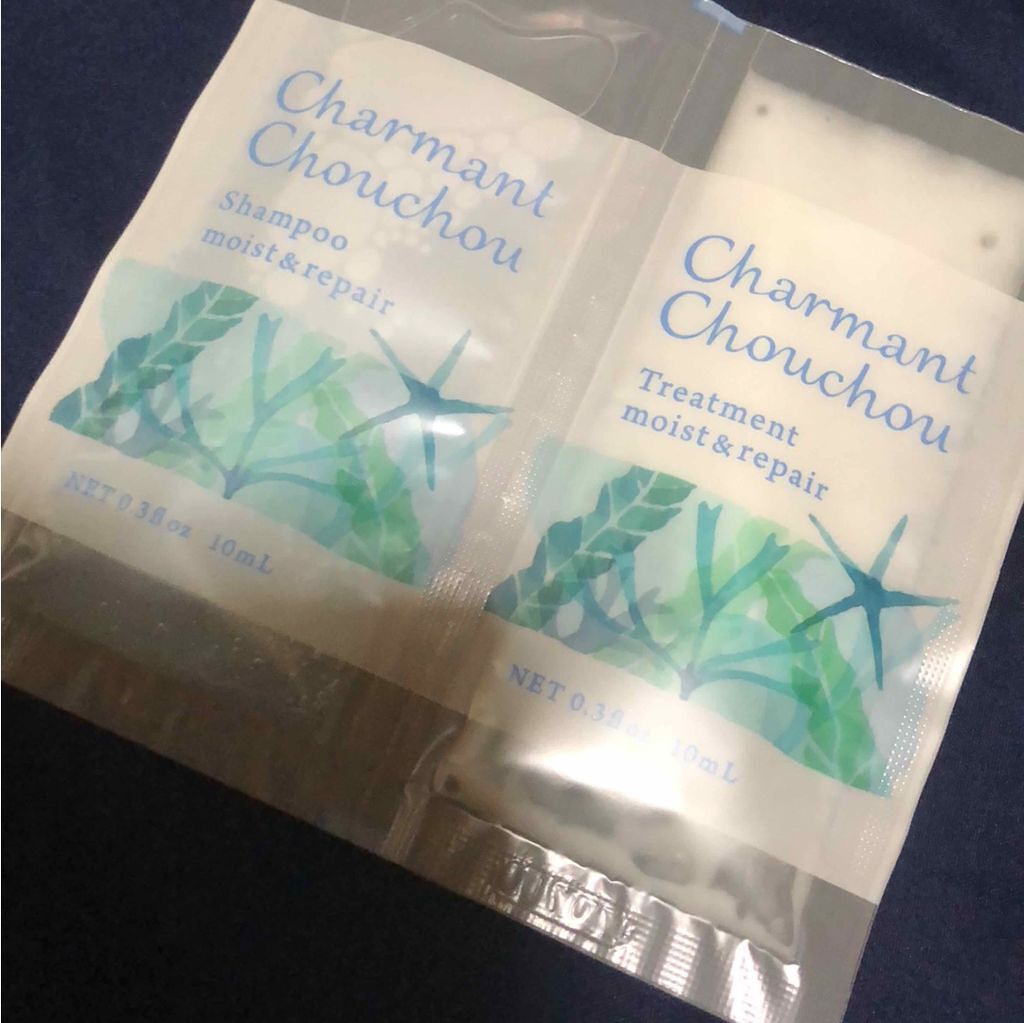 Charmant
Chouchou
Shampoo
moist&repair
NET 0.3fl oz 10mL
Charmant
Chouchou
Treatment
moist&repair
NET 0.3fl oz 10mL